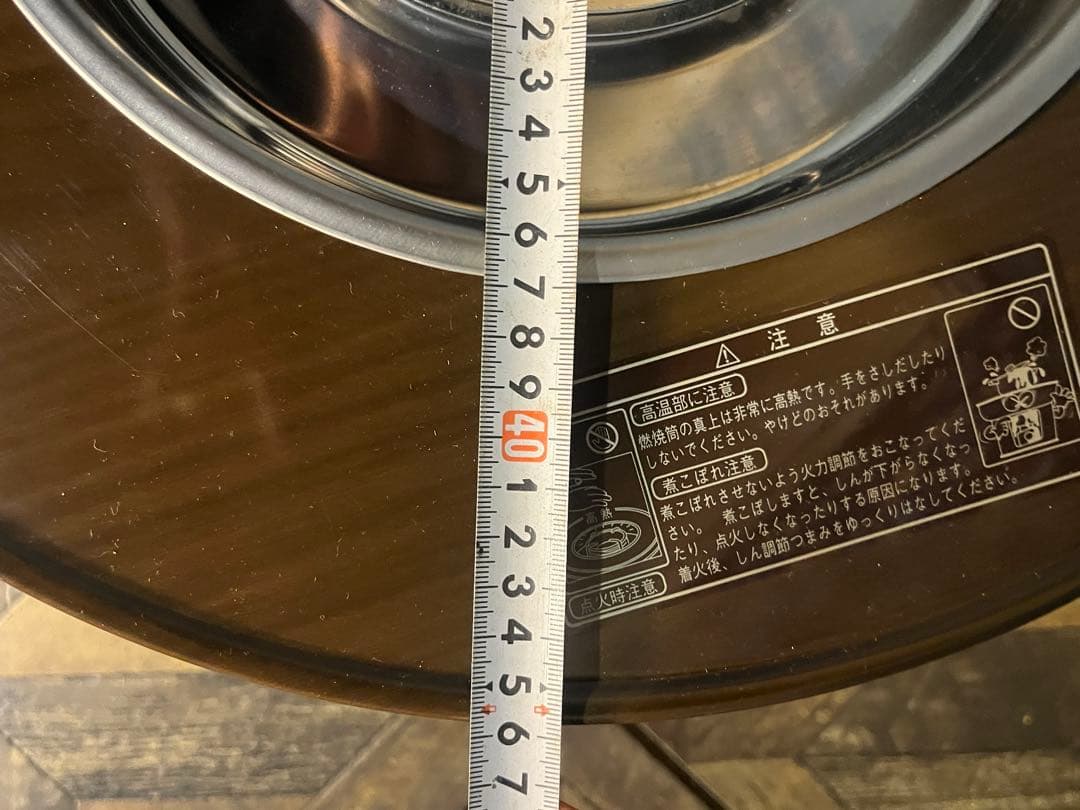 2
3
4
5
6
7
8
9
40
1
2
3
4
5
6
7
⚠ 注意
高温部に注意
燃焼筒の真上は非常に高熱です。手をさしだしたり
しないでください。やけどのおそれがあります。
煮こぼれ注意
煮こぼれさせないよう火力調節をおこなってくだ
さい。 煮こぼしますと、しんが下がらなくなっ
たり、点火しなくなったりする原因になります。
高熱
点火時注意
着火後、しん調節つまみをゆっくりはなしてください。